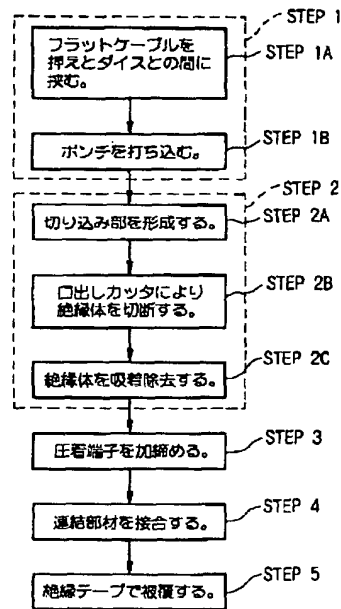 STEP 1
フラットケーブルを
押えとダイスとの間に
挟む。
STEP 1A
ポンチを打ち込む。
STEP 1B
STEP 2
切り込み部を形成する。
STEP 2A
口出しカッタにより
絶縁体を切断する。
STEP 2B
絶縁体を吸着除去する。
STEP 2C
圧着端子を加締める。
STEP 3
連結部材を接合する。
STEP 4
絶縁テープで被覆する。
STEP 5